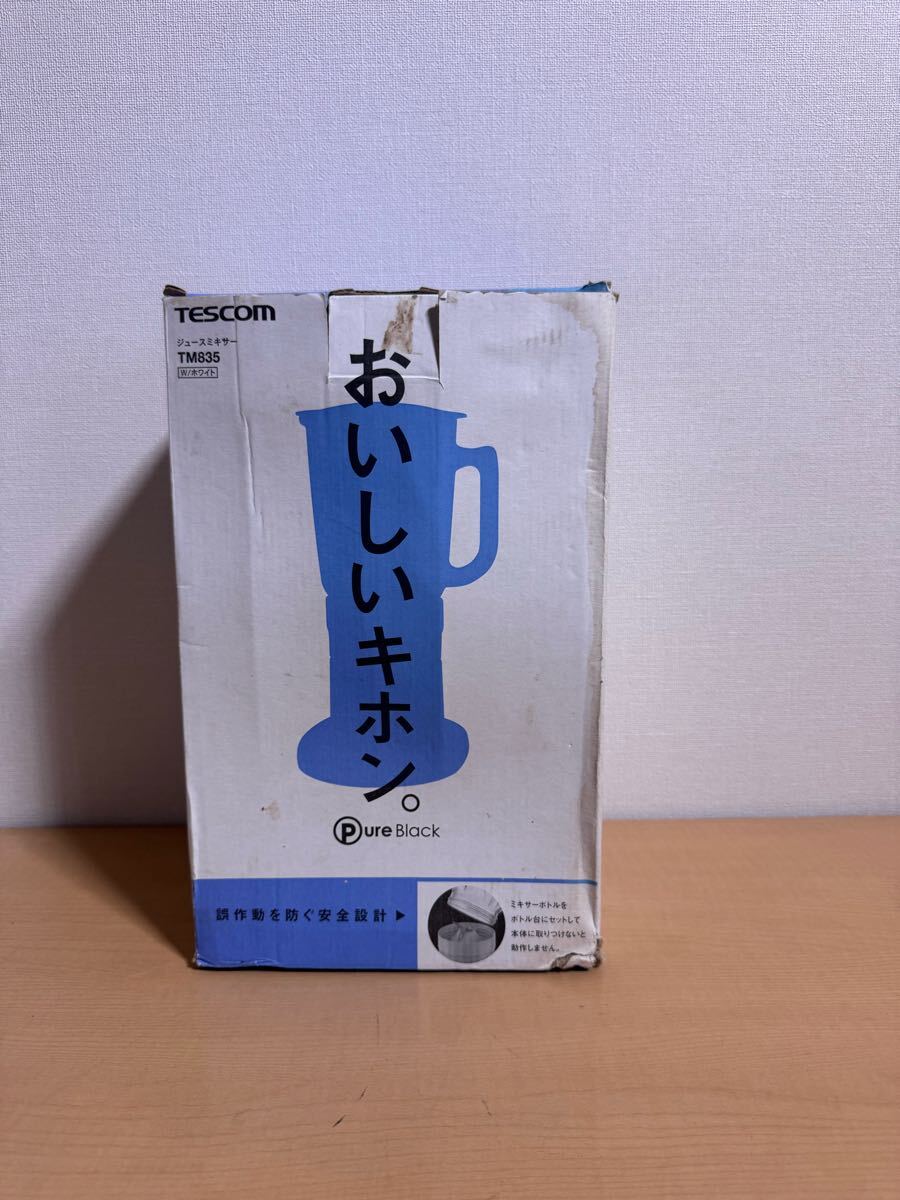 TESCOM
ジュースミキサー
TM835
W/ホワイト
おいしいキホン。
Pure Black
誤作動を防ぐ安全設計▶
ミキサーボトルを
ボトル台にセットして
本体に取りつけないと
動作しません。